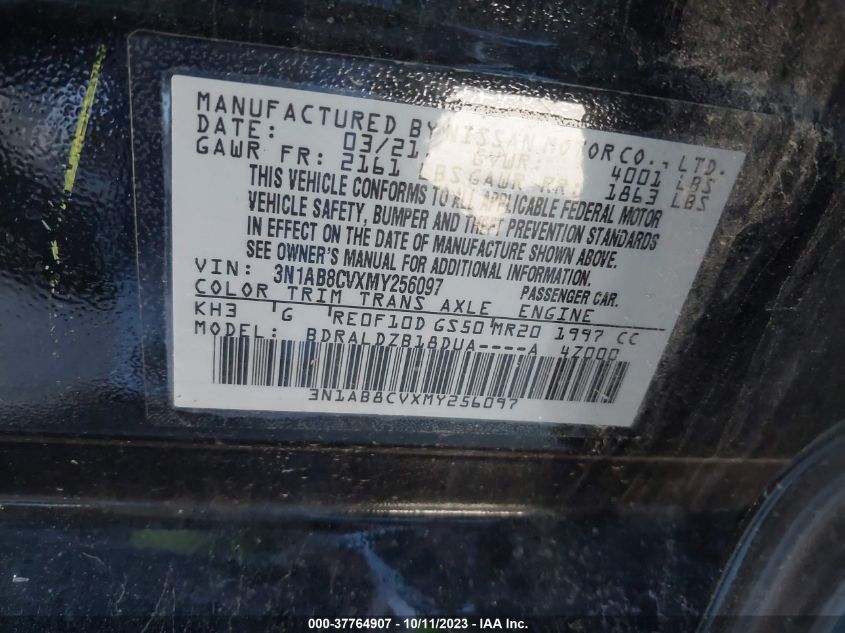 MANUFACTURED BY NISSAN MOTOR CO., LTD.
DATE: 03/21 GVWR: 4001 LBS
GAWR FR: 2161 LBS GAWR RR: 1863 LBS
THIS VEHICLE CONFORMS TO ALL APPLICABLE FEDERAL MOTOR
VEHICLE SAFETY, BUMPER AND THEFT PREVENTION STANDARDS
IN EFFECT ON THE DATE OF MANUFACTURE SHOWN ABOVE.
SEE OWNER'S MANUAL FOR ADDITIONAL INFORMATION.
VIN: 3N1AB8CVXMY256097 PASSENGER CAR.
COLOR TRIM TRANS AXLE ENGINE
KH3 G RE0F10D GS50 MR20 1997 CC
MODEL: BDRALDZB18DUA----A 4Z000
3N1AB8CVXMY256097
000-37764907 - 10/11/2023 - IAA Inc.